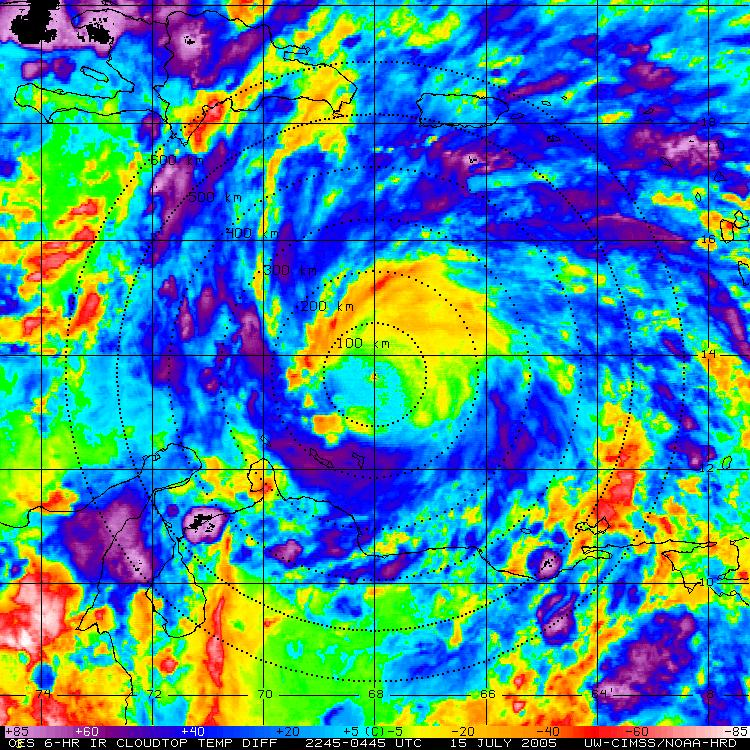 18
600 km
500 km
16
400 km
300 km
200 km
100 km
14
12
10
74 72 70 68 66 64
+85 +60 +40 +20 +5 (C) -5 -20 -40 -60 -85
OES 6-HR IR CLOUDTOP TEMP DIFF 2245-0445 UTC 15 JULY 2005 UW-CIMSS/NOAA-HRD